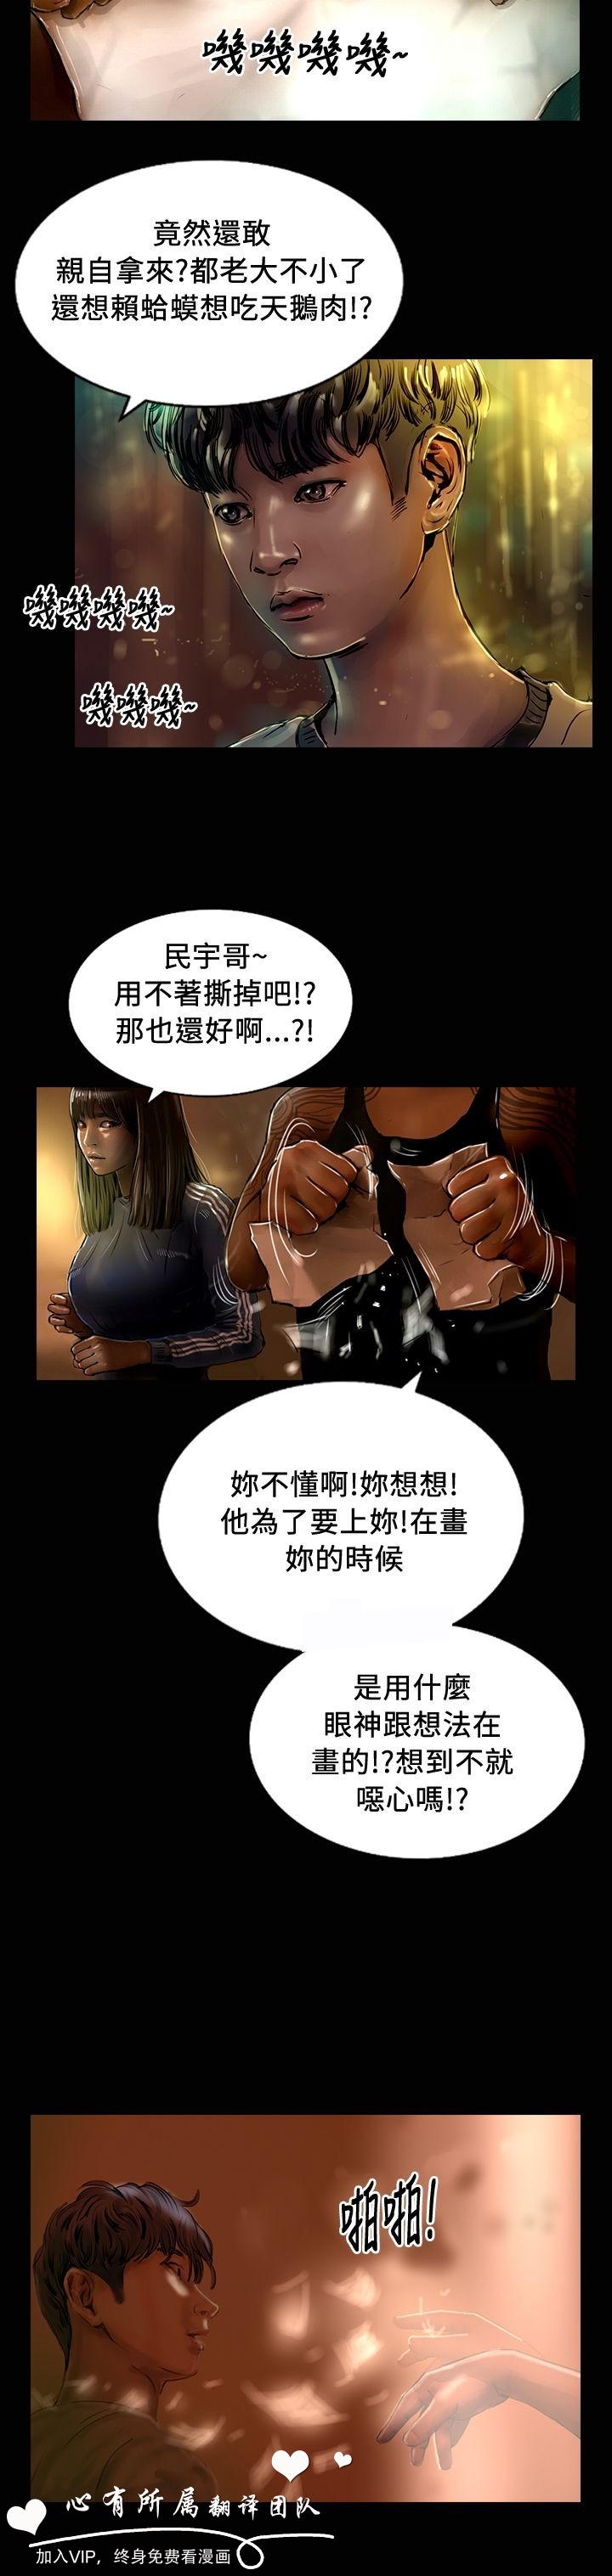 嘰嘰嘰嘰~
竟然還敢
親自拿來?都老大不小了
還想賴蛤蟆想吃天鵝肉!?
嘰嘰嘰嘰~
嘰嘰嘰~
民宇哥~
用不著撕掉吧!?
那也還好啊...?!
妳不懂啊!妳想想!
他為了要上妳!在畫
妳的時候
是用什麼
眼神跟想法在
畫的!?想到不就
噁心嗎!?
啪啪!
心有所属翻译团队
加入VIP，终身免费看漫画